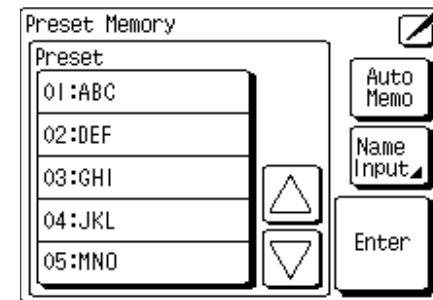 Preset Memory
Preset
01:ABC
02:DEF
03:GHI
04:JKL
05:MNO
Auto
Memo
Name
Input
Enter